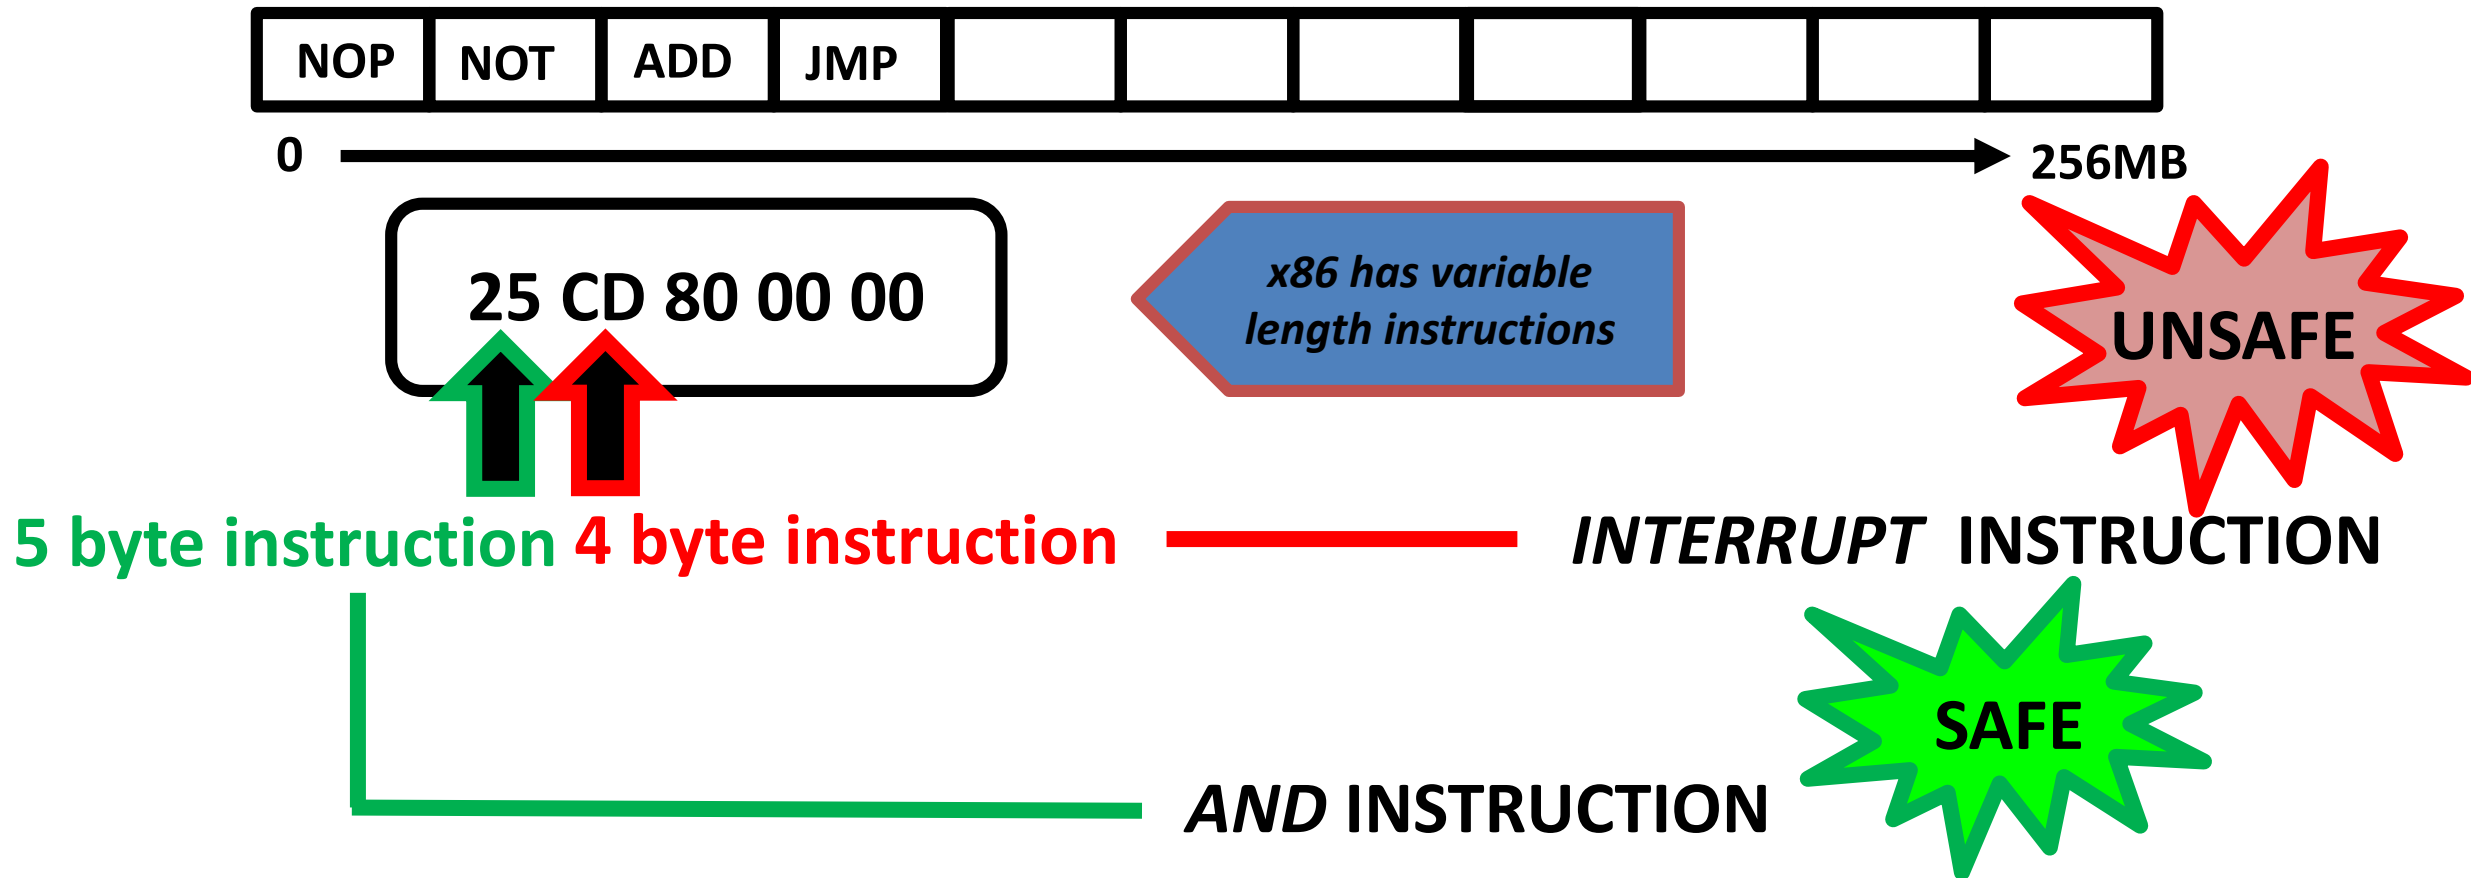 NOP NOT ADD JMP
0 256MB
25 CD 80 00 00
x86 has variable
length instructions
UNSAFE
5 byte instruction 4 byte instruction INTERRUPT INSTRUCTION
SAFE
AND INSTRUCTION